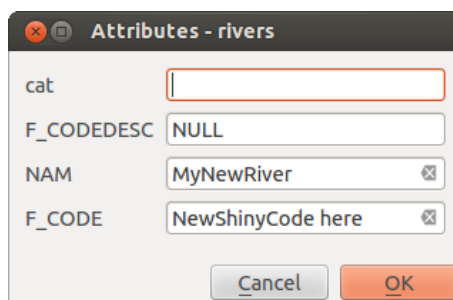 Attributes - rivers
cat
F_CODEDESC NULL
NAM MyNewRiver
F_CODE NewShinyCode here
Cancel OK